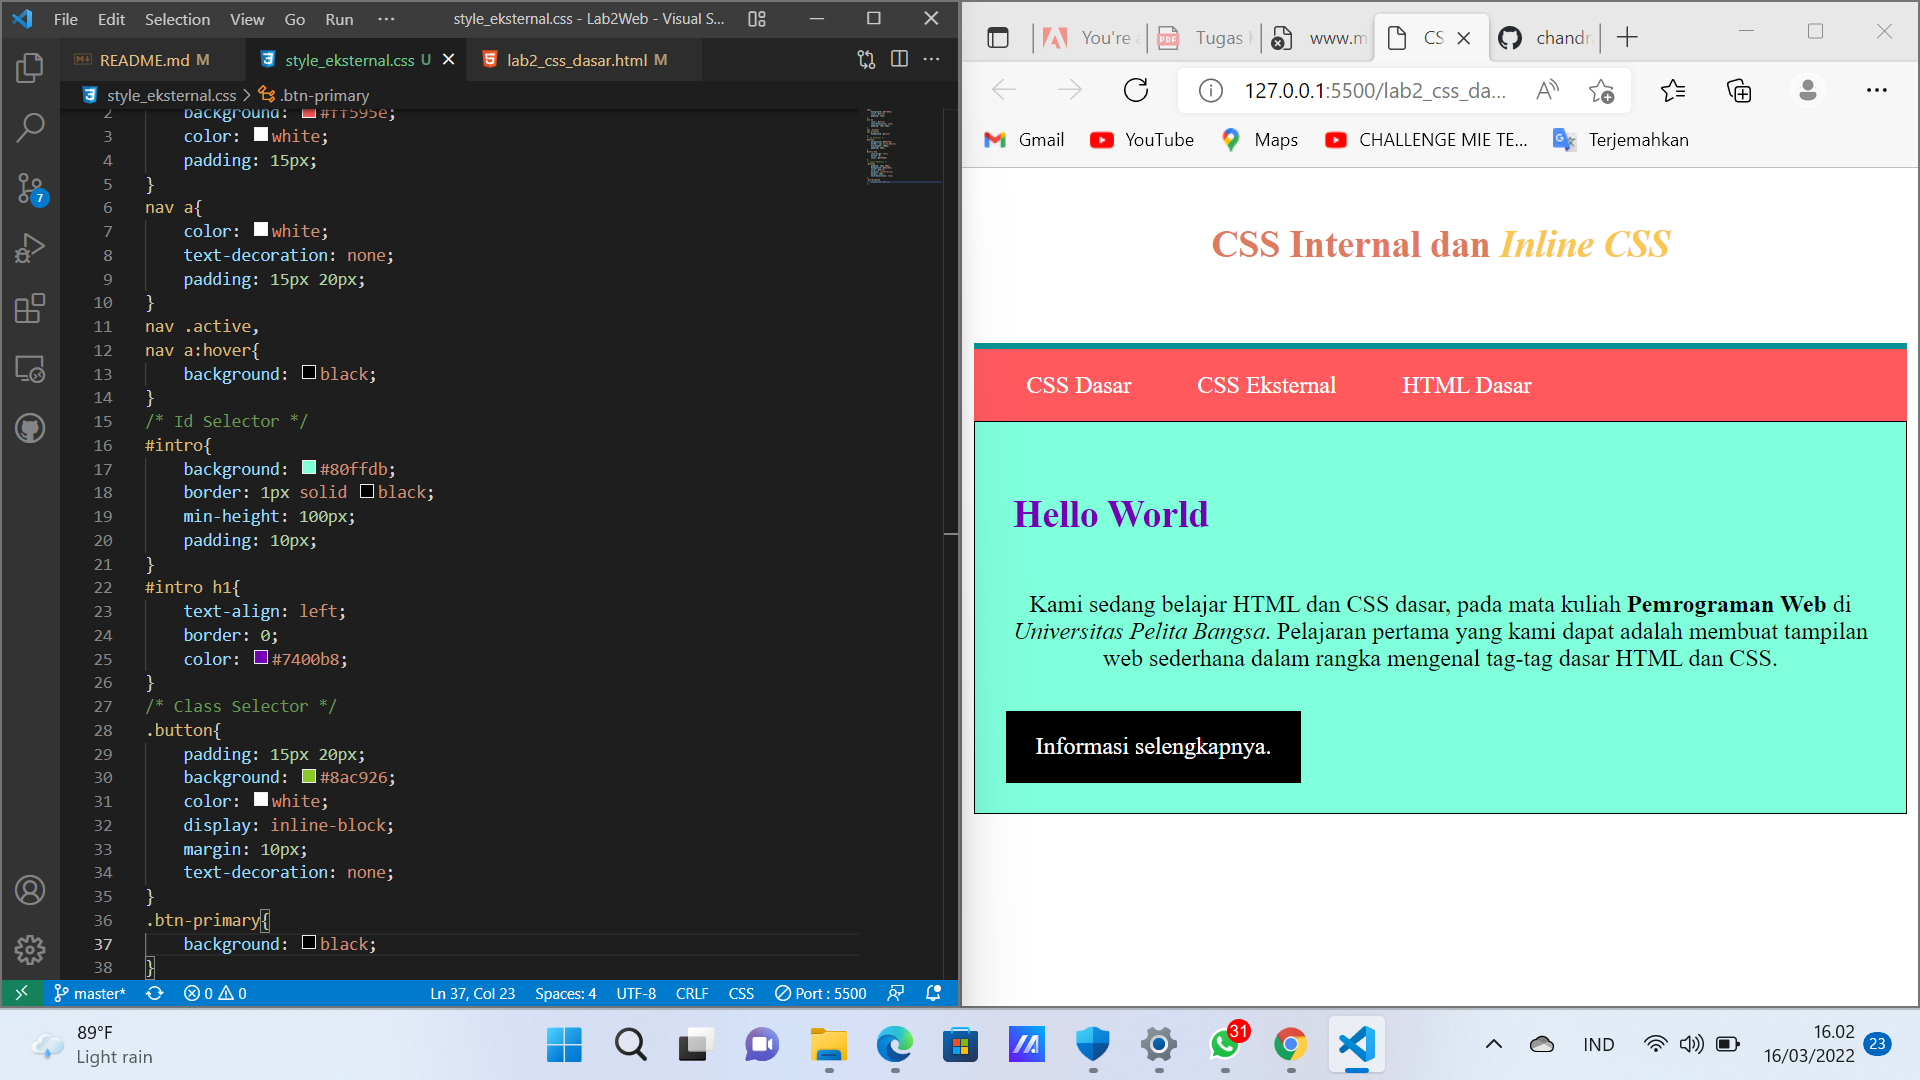 File Edit Selection View Go Run ··· style_eksternal.css - Lab2Web - Visual S...
README.md M style_eksternal.css U lab2_css_dasar.html M
style_eksternal.css > .btn-primary
2 background: #ff595e;
3 color: white;
4 padding: 15px;
5 }
6 nav a{
7 color: white;
8 text-decoration: none;
9 padding: 15px 20px;
10 }
11 nav .active,
12 nav a:hover{
13 background: black;
14 }
15 /* Id Selector */
16 #intro{
17 background: #80ffdb;
18 border: 1px solid black;
19 min-height: 100px;
20 padding: 10px;
21 }
22 #intro h1{
23 text-align: left;
24 border: 0;
25 color: #7400b8;
26 }
27 /* Class Selector */
28 .button{
29 padding: 15px 20px;
30 background: #8ac926;
31 color: white;
32 display: inline-block;
33 margin: 10px;
34 text-decoration: none;
35 }
36 .btn-primary{
37 background: black;
38 }
7
master* 0 0 Ln 37, Col 23 Spaces: 4 UTF-8 CRLF CSS Port : 5500
You're Tugas www.m CS chandr
127.0.0.1:5500/lab2_css_da...
Gmail YouTube Maps CHALLENGE MIE TE... Terjemahkan
CSS Internal dan Inline CSS
CSS Dasar CSS Eksternal HTML Dasar
Hello World
Kami sedang belajar HTML dan CSS dasar, pada mata kuliah Pemrograman Web di
Universitas Pelita Bangsa. Pelajaran pertama yang kami dapat adalah membuat tampilan
web sederhana dalam rangka mengenal tag-tag dasar HTML dan CSS.
Informasi selengkapnya.
89°F
Light rain
31
IND
16.02
16/03/2022
23